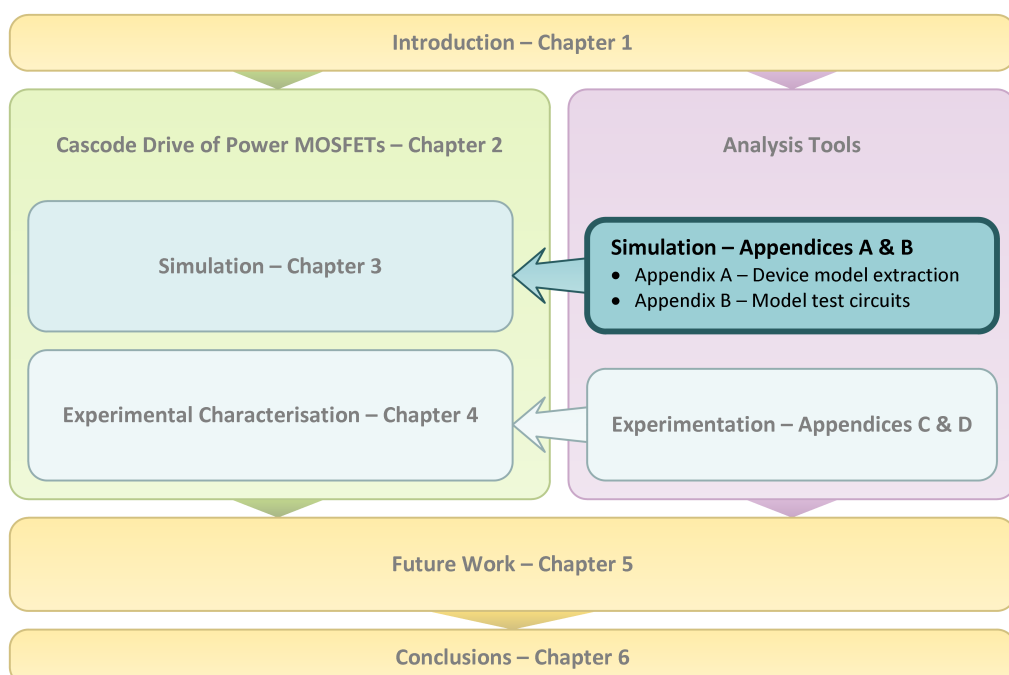 Introduction – Chapter 1
Cascode Drive of Power MOSFETs – Chapter 2
Simulation – Chapter 3
Experimental Characterisation – Chapter 4
Analysis Tools
Simulation – Appendices A & B
• Appendix A – Device model extraction
• Appendix B – Model test circuits
Experimentation – Appendices C & D
Future Work – Chapter 5
Conclusions – Chapter 6